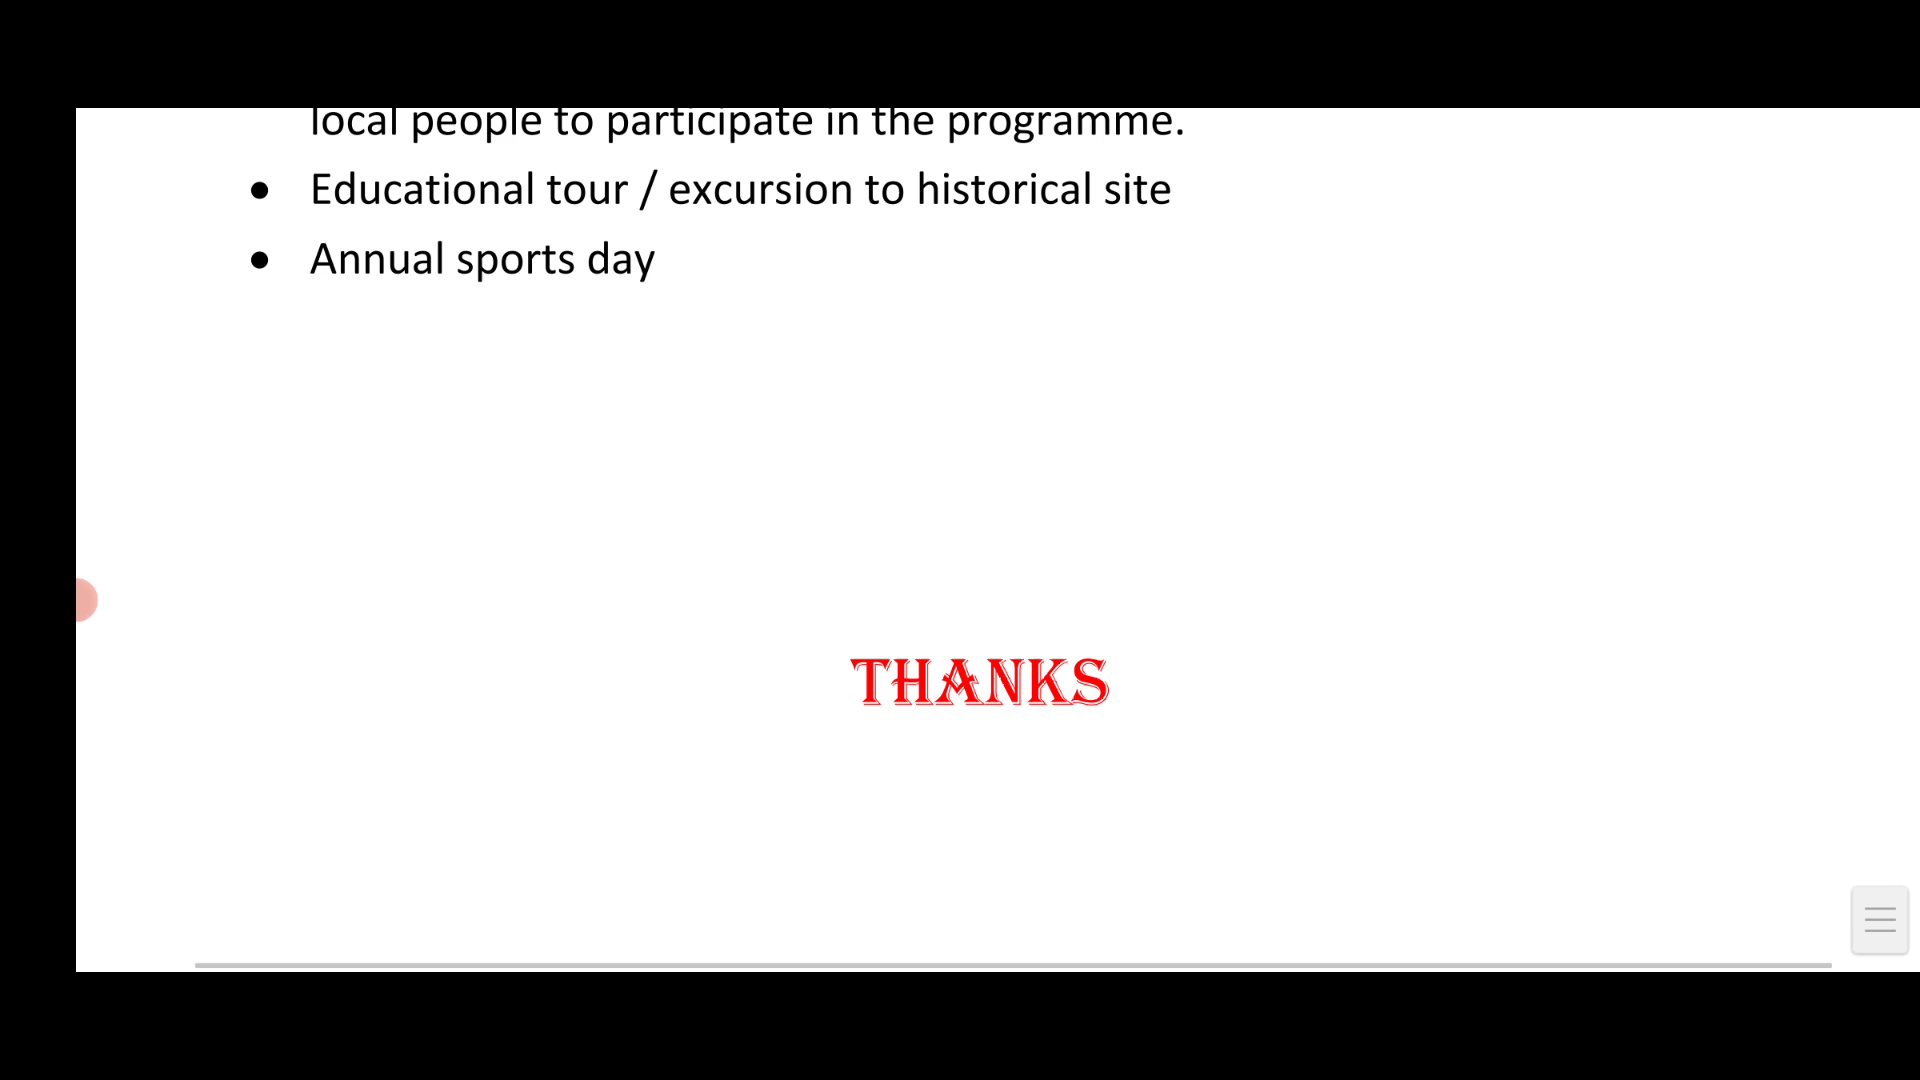 local people to participate in the programme.
• Educational tour / excursion to historical site
• Annual sports day
THANKS